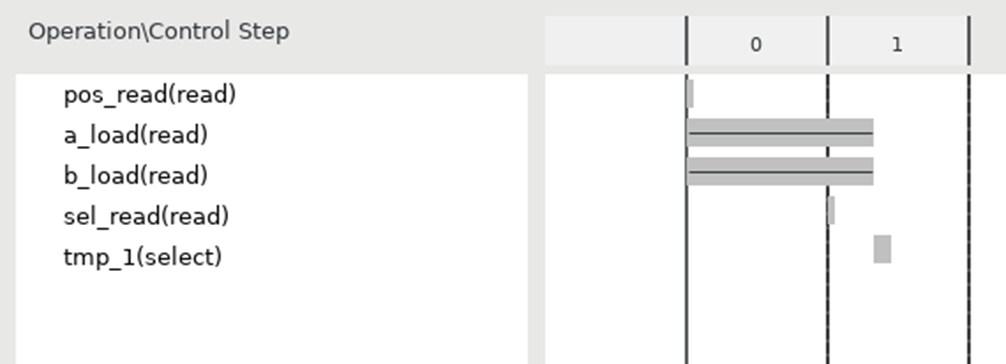 Operation\Control Step
0
1
pos_read(read)
a_load(read)
b_load(read)
sel_read(read)
tmp_1(select)